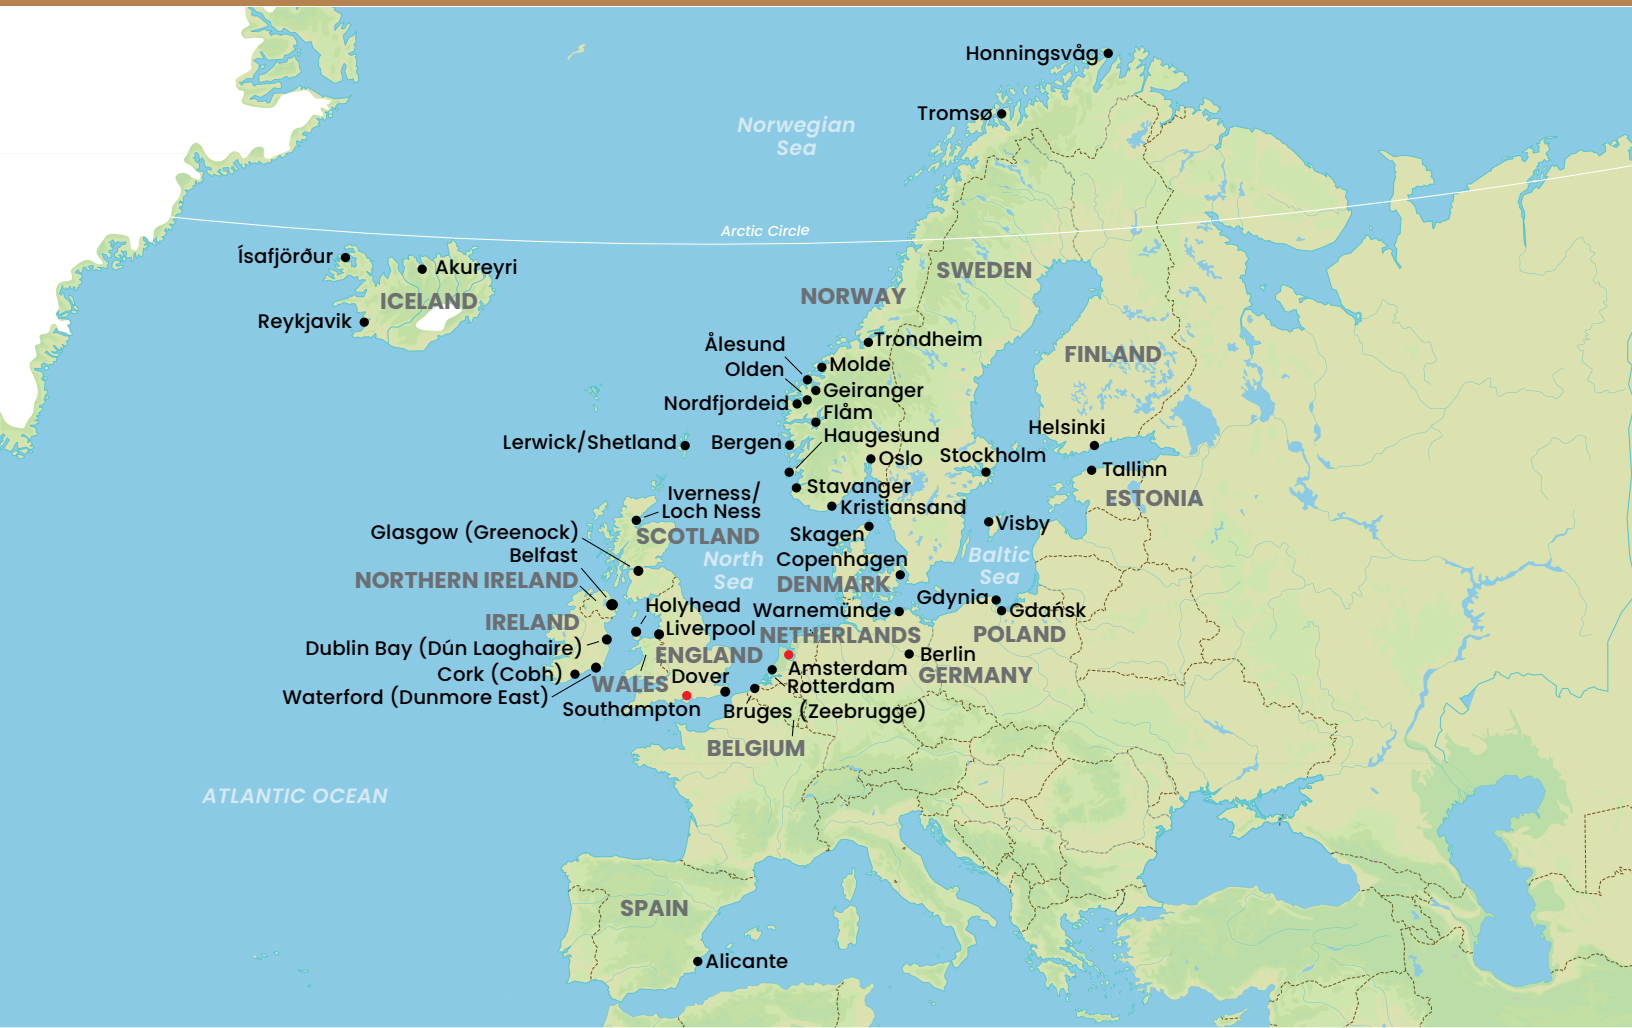 Honningsvåg
Tromsø
Norwegian
Sea
Arctic Circle
Ísafjörður
Akureyri
ICELAND
Reykjavik
SWEDEN
NORWAY
Trondheim
Ålesund
Molde
Olden
FINLAND
Geiranger
Nordfjordeid
Flåm
Haugesund
Helsinki
Lerwick/Shetland
Bergen
Oslo
Stockholm
Tallinn
ESTONIA
Stavanger
Iverness/
Loch Ness
Kristiansand
Visby
Glasgow (Greenock)
SCOTLAND
Skagen
Belfast
North
Sea
Copenhagen
Baltic
Sea
NORTHERN IRELAND
DENMARK
Gdynia
Gdańsk
Holyhead
Warnemünde
IRELAND
Liverpool
NETHERLANDS
POLAND
Dublin Bay (Dún Laoghaire)
ENGLAND
Berlin
Cork (Cobh)
Dover
Amsterdam
GERMANY
WALES
Rotterdam
Waterford (Dunmore East)
Southampton
Bruges (Zeebrugge)
BELGIUM
ATLANTIC OCEAN
SPAIN
Alicante